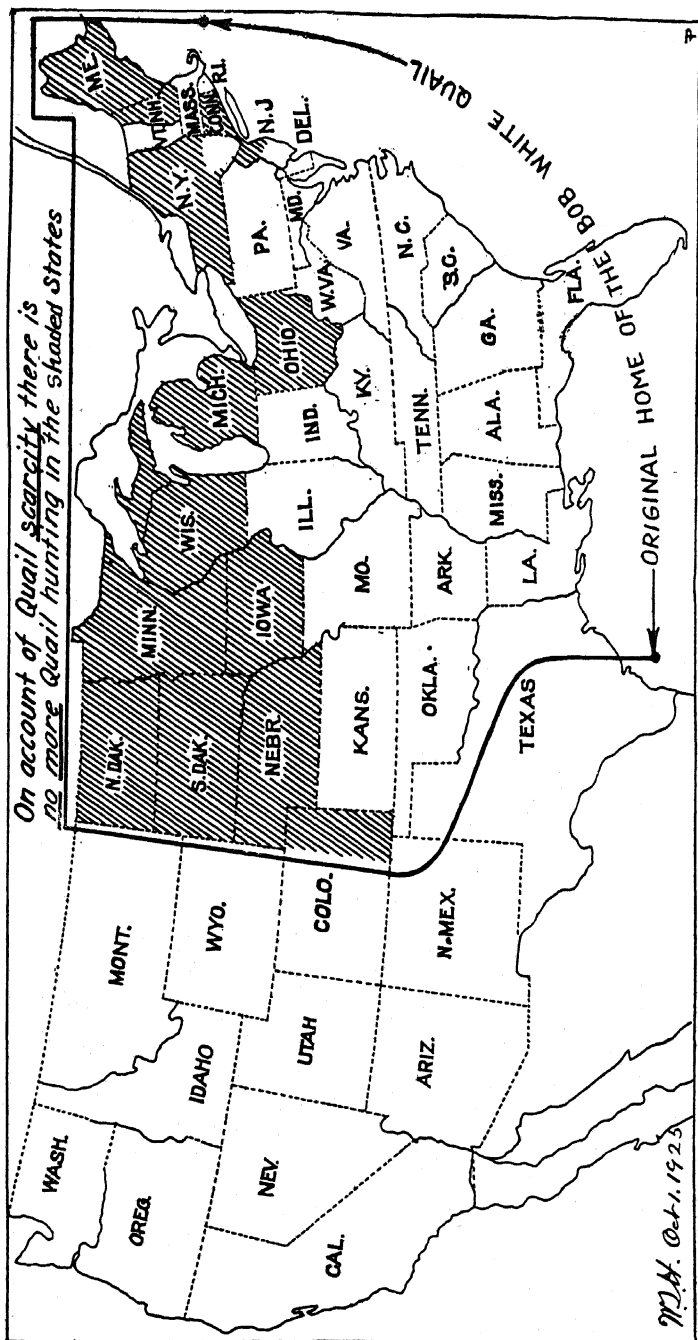 On account of Quail scarcity there is
no more Quail hunting in the shaded States
WASH.
OREG.
CAL.
NEV.
IDAHO
MONT.
WYO.
UTAH
COLO.
ARIZ.
N.MEX.
N.DAK.
S.DAK.
NEBR.
KANS.
OKLA.
TEXAS
MINN.
IOWA
MO.
ARK.
LA.
WIS.
ILL.
MICH.
IND.
OHIO
KY.
TENN.
MISS.
ALA.
GA.
FLA.
S.C.
N.C.
VA.
W.VA.
MD.
DEL.
PA.
N.J
N.Y.
VT.
N.H.
ME.
MASS.
CONN.
R.I.
ORIGINAL HOME OF THE BOB WHITE QUAIL
Oct 1. 1925